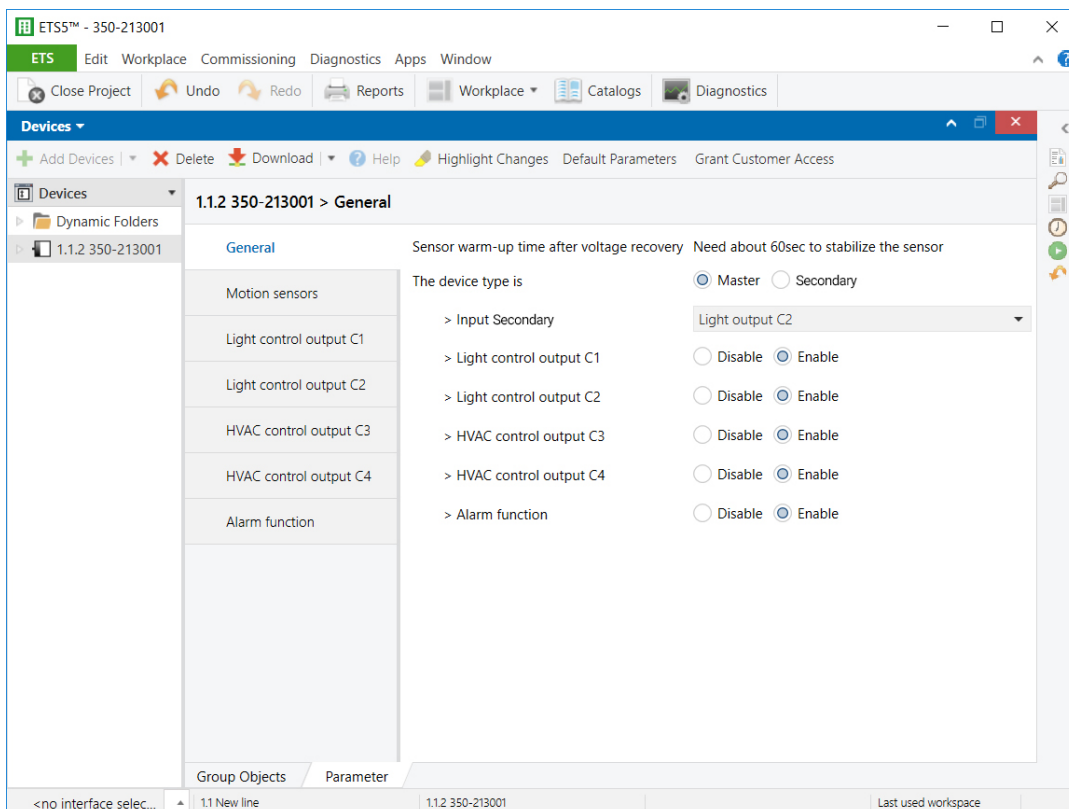 ETS5™ - 350-213001
ETS Edit Workplace Commissioning Diagnostics Apps Window
Close Project Undo Redo Reports Workplace Catalogs Diagnostics
Devices
Add Devices Delete Download Help Highlight Changes Default Parameters Grant Customer Access
Devices
Dynamic Folders
1.1.2 350-213001
1.1.2 350-213001 > General
General
Motion sensors
Light control output C1
Light control output C2
HVAC control output C3
HVAC control output C4
Alarm function
Sensor warm-up time after voltage recovery Need about 60sec to stabilize the sensor
The device type is Master Secondary
> Input Secondary Light output C2
> Light control output C1 Disable Enable
> Light control output C2 Disable Enable
> HVAC control output C3 Disable Enable
> HVAC control output C4 Disable Enable
> Alarm function Disable Enable
Group Objects Parameter
<no interface selec... 1.1 New line 1.1.2 350-213001 Last used workspace